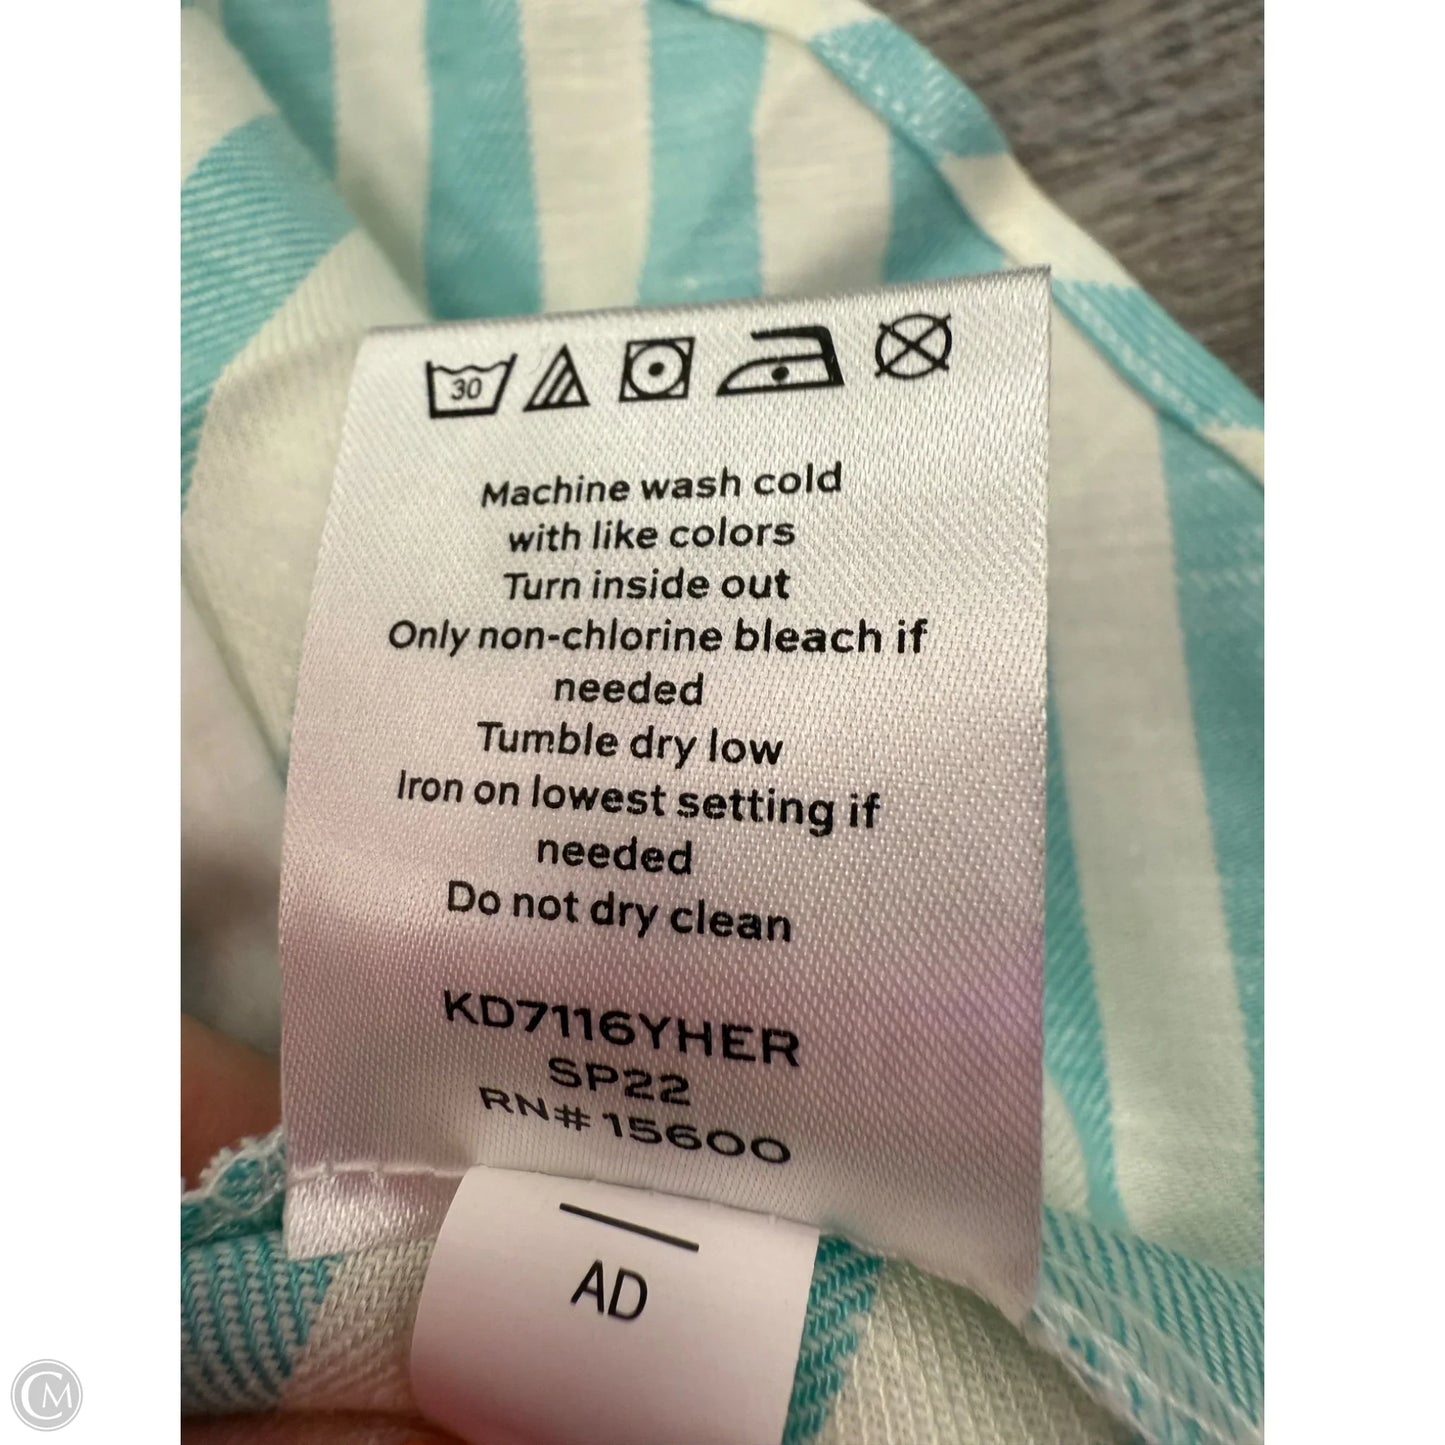 30
Machine wash cold
with like colors
Turn inside out
Only non-chlorine bleach if
needed
Tumble dry low
Iron on lowest setting if
needed
Do not dry clean
KD7116YHER
SP22
RN# 15600
AD
CM